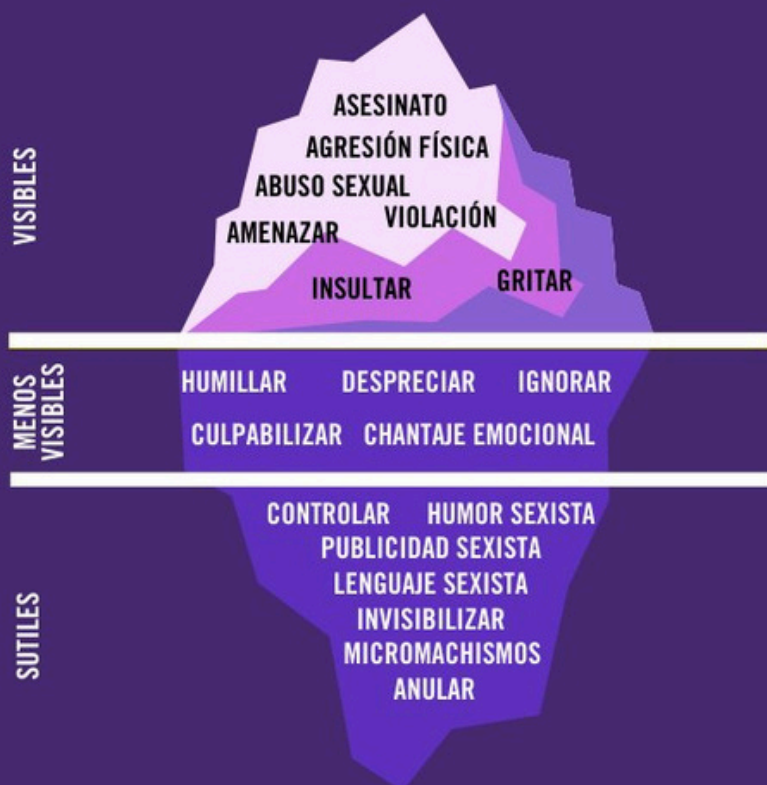 VISIBLES
ASESINATO
AGRESIÓN FÍSICA
ABUSO SEXUAL
VIOLACIÓN
AMENAZAR
INSULTAR
GRITAR
MENOS
VISIBLES
HUMILLAR DESPRECIAR IGNORAR
CULPABILIZAR CHANTAJE EMOCIONAL
SUTILES
CONTROLAR HUMOR SEXISTA
PUBLICIDAD SEXISTA
LENGUAJE SEXISTA
INVISIBILIZAR
MICROMACHISMOS
ANULAR